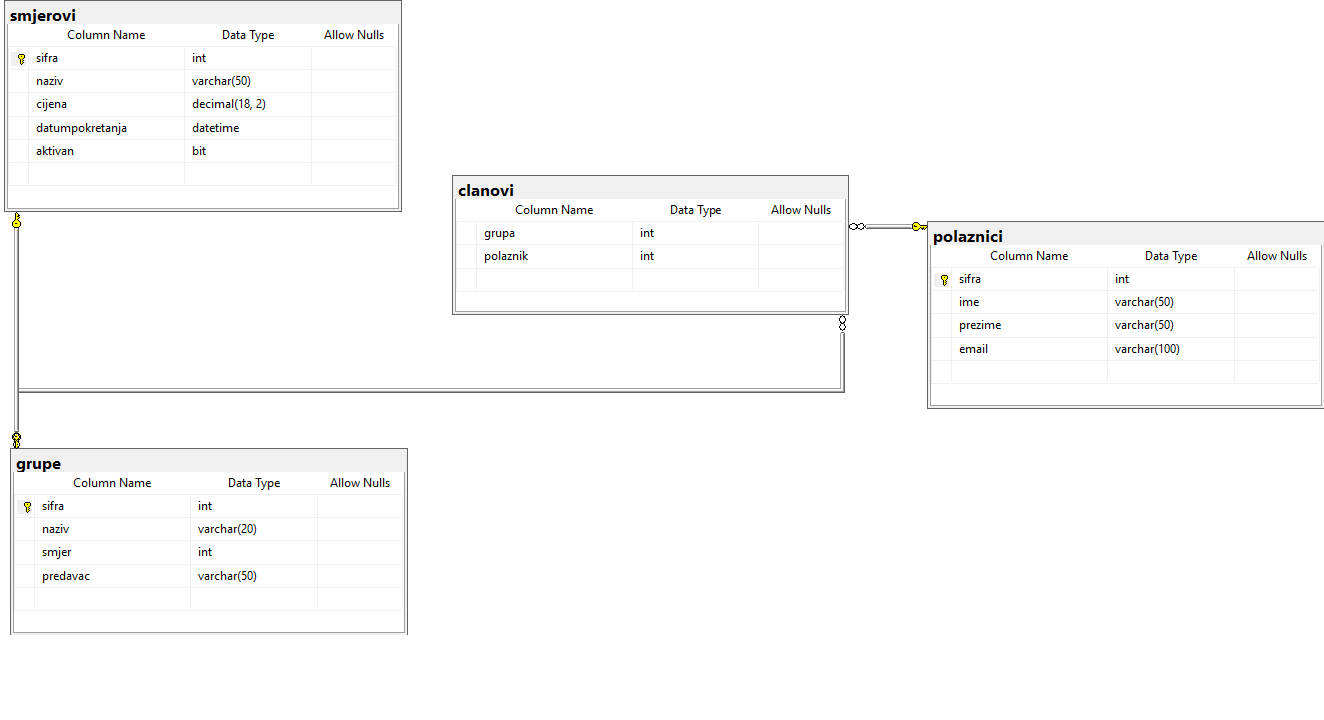 smjerovi
Column Name Data Type Allow Nulls
sifra int
naziv varchar(50)
cijena decimal(18, 2)
datumpokretanja datetime
aktivan bit
clanovi
Column Name Data Type Allow Nulls
grupa int
polaznik int
polaznici
Column Name Data Type Allow Nulls
sifra int
ime varchar(50)
prezime varchar(50)
email varchar(100)
grupe
Column Name Data Type Allow Nulls
sifra int
naziv varchar(20)
smjer int
predavac varchar(50)